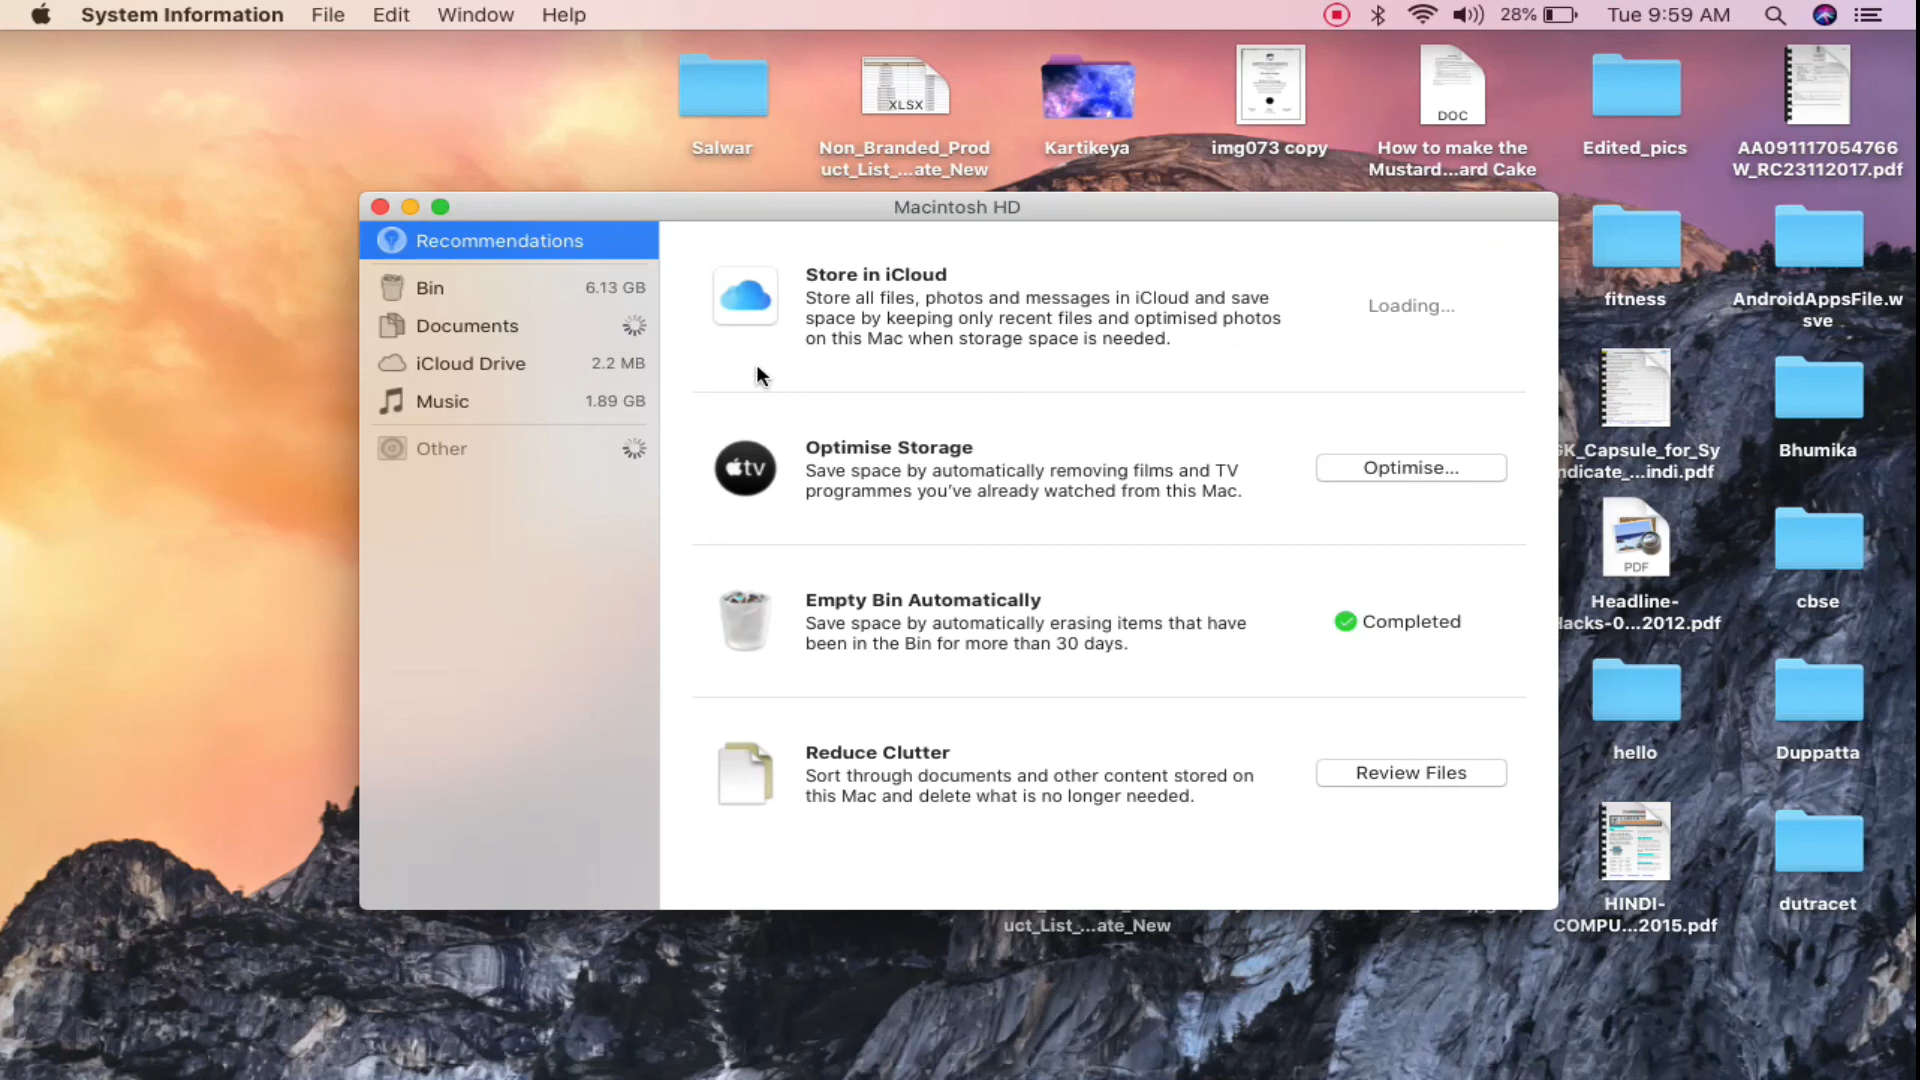 System Information File Edit Window Help 28% Tue 9:59 AM
XLSX
DOC
Salwar
Non_Branded_Prod
uct_List_...ate_New
Kartikeya
img073 copy
How to make the
Mustard...ard Cake
Edited_pics
AA091117054766
W_RC23112017.pdf
Macintosh HD
Recommendations
Bin 6.13 GB
Documents
iCloud Drive 2.2 MB
Music 1.89 GB
Other
Store in iCloud
Store all files, photos and messages in iCloud and save
space by keeping only recent files and optimised photos
on this Mac when storage space is needed.
Loading...
tv
Optimise Storage
Save space by automatically removing films and TV
programmes you've already watched from this Mac.
Optimise...
Empty Bin Automatically
Save space by automatically erasing items that have
been in the Bin for more than 30 days.
Completed
Reduce Clutter
Sort through documents and other content stored on
this Mac and delete what is no longer needed.
Review Files
fitness
AndroidAppsFile.w
sve
GK_Capsule_for_Sy
ndicate_...indi.pdf
Bhumika
PDF
Headline-
Hacks-0...2012.pdf
cbse
hello
Duppatta
HINDI-
COMPU...2015.pdf
dutracet
uct_List_...ate_New